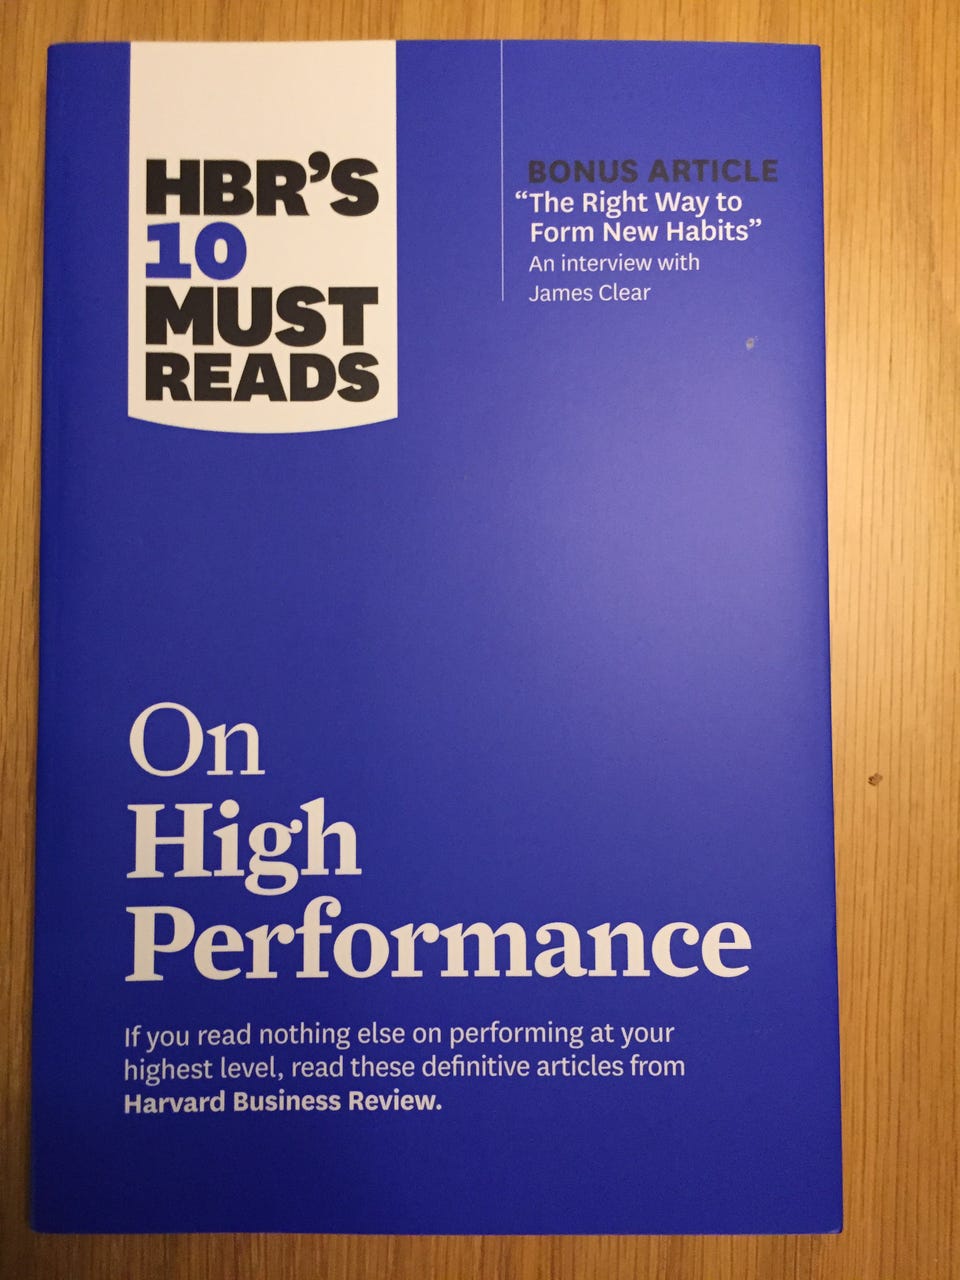 HBR’S
10
MUST
READS
BONUS ARTICLE
“The Right Way to
Form New Habits”
An interview with
James Clear
On
High
Performance
If you read nothing else on performing at your
highest level, read these definitive articles from
Harvard Business Review.